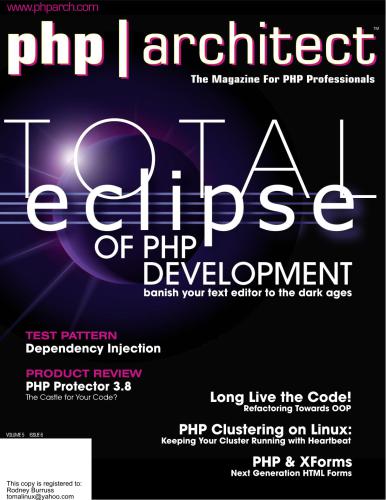 www.phparch.com
php|architect™
The Magazine For PHP Professionals
TOTAL
eclipse
OF PHP
DEVELOPMENT
banish your text editor to the dark ages
TEST PATTERN
Dependency Injection
PRODUCT REVIEW
PHP Protector 3.8
The Castle for Your Code?
Long Live the Code!
Refactoring Towards OOP
PHP Clustering on Linux:
Keeping Your Cluster Running with Heartbeat
PHP & XForms
Next Generation HTML Forms
VOLUME 5 ISSUE 6
This copy is registered to:
Rodney Burruss
tomalinux@yahoo.com